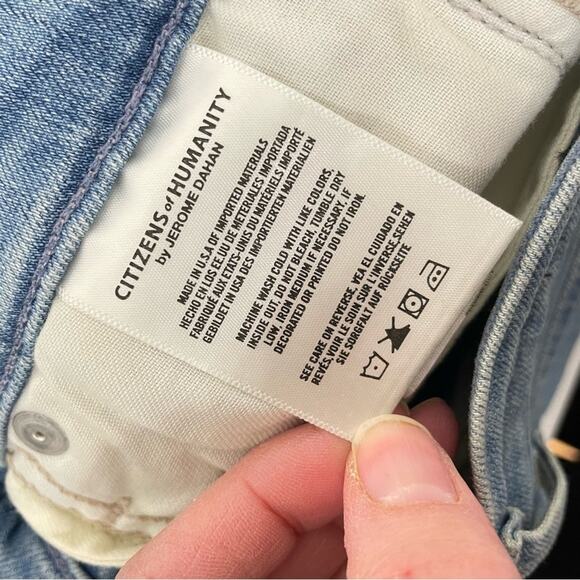 CITIZENS of HUMANITY
by JEROME DAHAN
MADE IN U.S.A OF IMPORTED MATERIALS
HECHO EN LOS EE.UU DE MATERIALES IMPORTADA
FABRIQUÉ AUX ETATS-UNIS DU MATÉRIELS IMPORTÉ
GEBILDET IN USA DES IMPORTIERTEN MATERIALIEN
MACHINE WASH COLD WITH LIKE COLORS,
INSIDE OUT, DO NOT BLEACH, TUMBLE DRY
LOW, IRON MEDIUM IF NECESSARY. IF
DECORATED OR PRINTED DO NOT IRON
SEE CARE ON REVERSE. VEA EL CUIDADO EN
REVÉS,VOIR LE SOIN SUR L'INVERSE.SEHEN
SIE SORGFALT AUF RÜCKSEITE